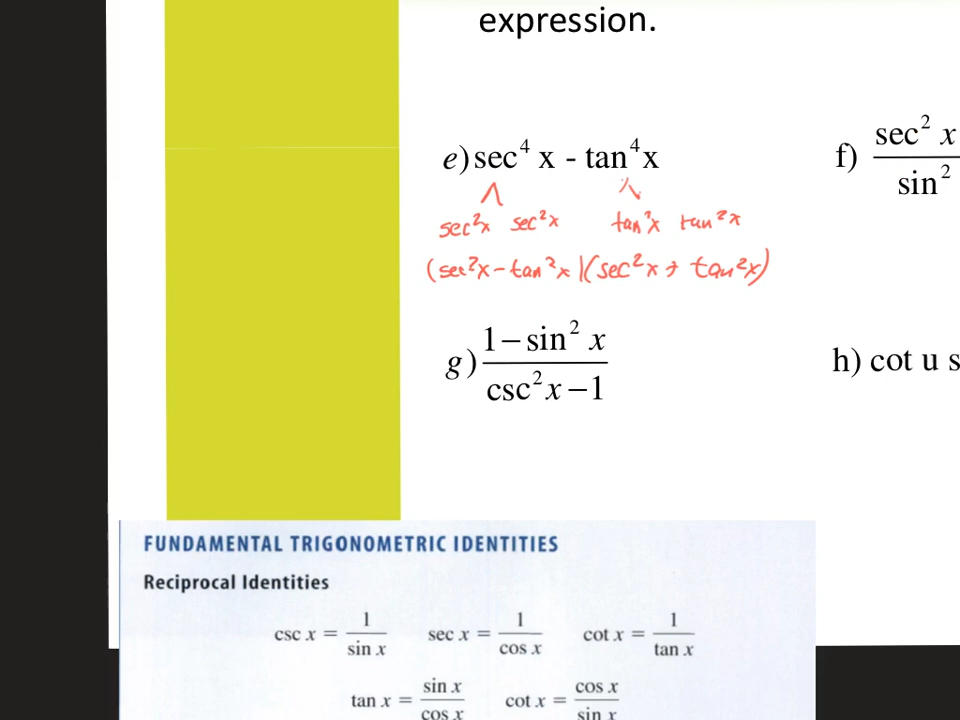 expression.
e) sec⁴ x - tan⁴x
f) sec² x / sin²
sec²x sec²x tan²x tan²x
(sec²x - tan²x)(sec²x + tan²x)
g) 1 − sin² x / csc²x − 1
h) cot u s
FUNDAMENTAL TRIGONOMETRIC IDENTITIES
Reciprocal Identities
csc x = 1 / sin x sec x = 1 / cos x cot x = 1 / tan x
tan x = sin x / cos x cot x = cos x / sin x